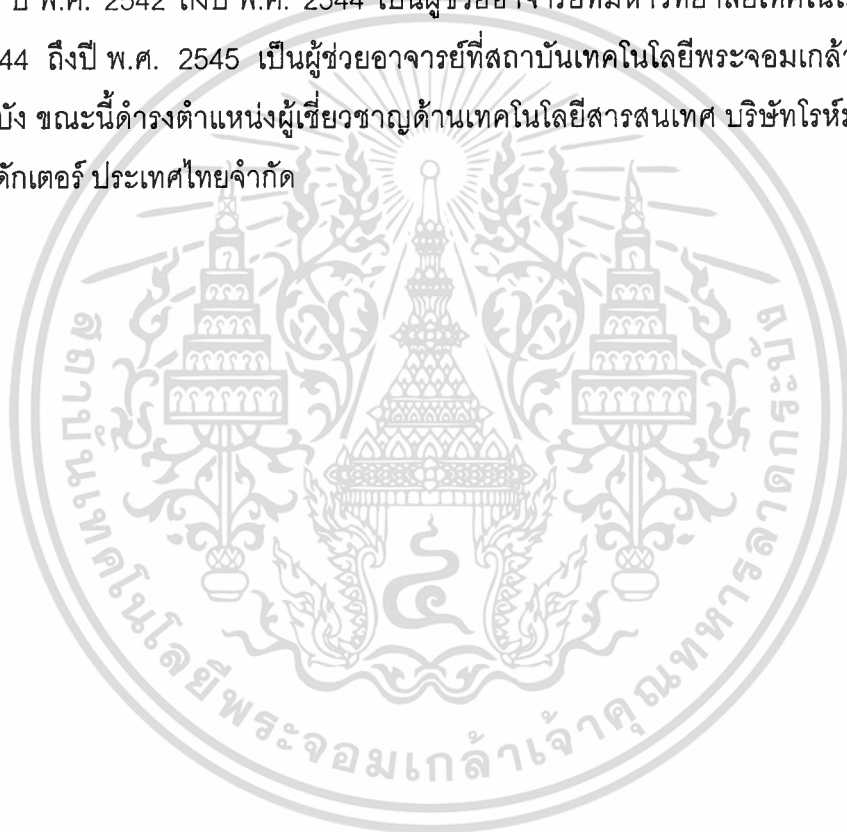 ปี พ.ศ. 2542 ถึงปี พ.ศ. 2544 เป็นผู้ช่วยอาจารย์ที่มหาวิทยาลัยเทคโนโ
44 ถึงปี พ.ศ. 2545 เป็นผู้ช่วยอาจารย์ที่สถาบันเทคโนโลยีพระจอมเกล้า
บัง ขณะนี้ดำรงตำแหน่งผู้เชี่ยวชาญด้านเทคโนโลยีสารสนเทศ บริษัทโรห์ม
ดักเตอร์ ประเทศไทยจำกัด
สถาบันเทคโนโลยีพระจอมเกล้าเจ้าคุณทหารลาดกระบัง